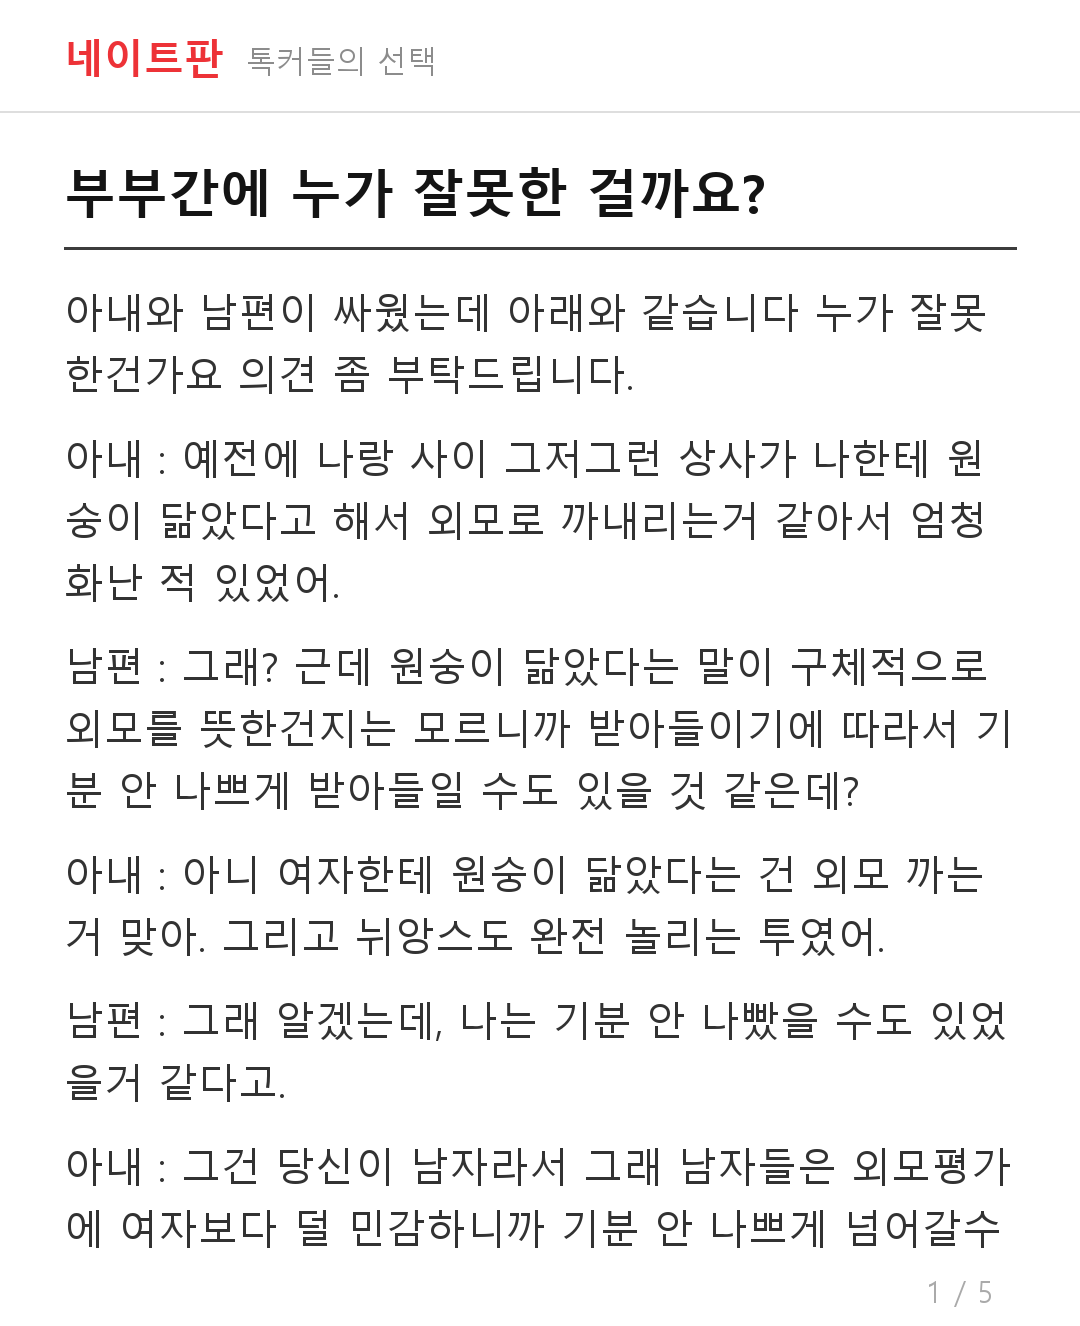 네이트판 톡커들의 선택
부부간에 누가 잘못한 걸까요?
아내와 남편이 싸웠는데 아래와 같습니다 누가 잘못
한건가요 의견 좀 부탁드립니다.
아내 : 예전에 나랑 사이 그저그런 상사가 나한테 원
숭이 닮았다고 해서 외모로 까내리는거 같아서 엄청
화난 적 있었어.
남편 : 그래? 근데 원숭이 닮았다는 말이 구체적으로
외모를 뜻한건지는 모르니까 받아들이기에 따라서 기
분 안 나쁘게 받아들일 수도 있을 것 같은데?
아내 : 아니 여자한테 원숭이 닮았다는 건 외모 까는
거 맞아. 그리고 뉘앙스도 완전 놀리는 투였어.
남편 : 그래 알겠는데, 나는 기분 안 나빴을 수도 있었
을거 같다고.
아내 : 그건 당신이 남자라서 그래 남자들은 외모평가
에 여자보다 덜 민감하니까 기분 안 나쁘게 넘어갈수
1 / 5